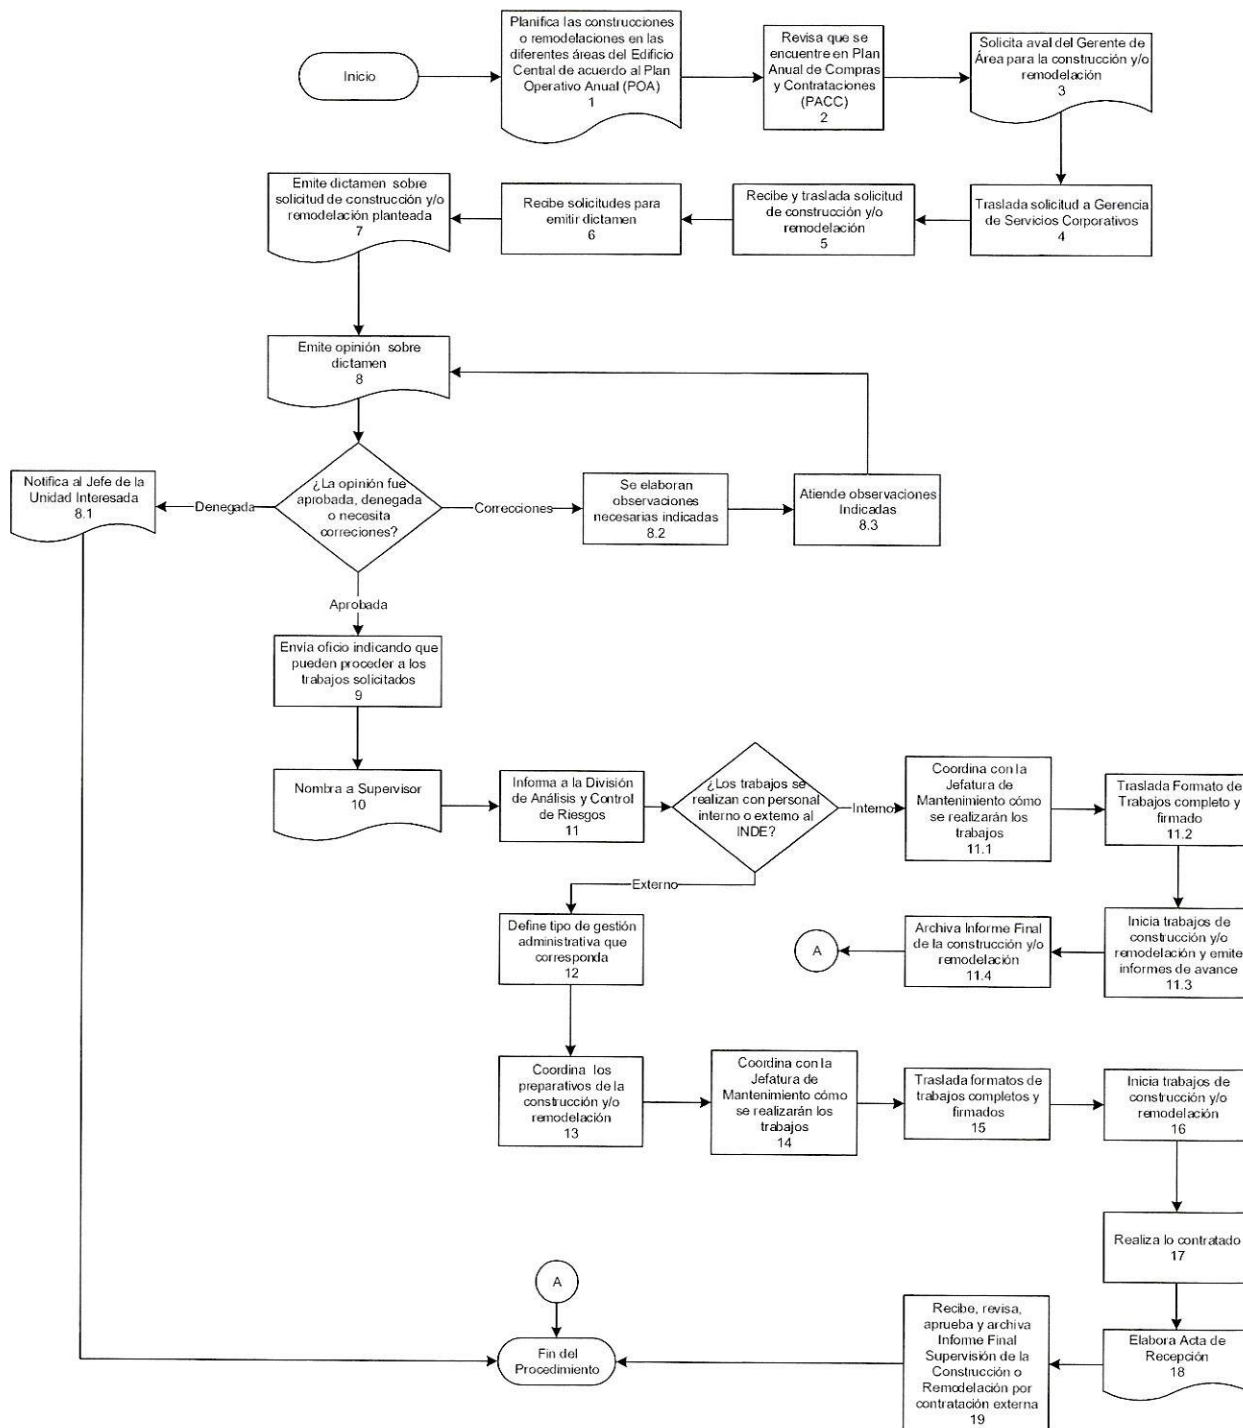 Inicio
Planifica las construcciones
o remodelaciones en las
diferentes áreas del Edificio
Central de acuerdo al Plan
Operativo Anual (POA)
1
Revisa que se
encuentre en Plan
Anual de Compras
y Contrataciones
(PACC)
2
Solicita aval del Gerente de
Área para la construcción y/o
remodelación
3
Traslada solicitud a Gerencia
de Servicios Corporativos
4
Recibe y traslada solicitud
de construcción y/o
remodelación
5
Recibe solicitudes para
emitir dictamen
6
Emite dictamen sobre
solicitud de construcción y/o
remodelación planteada
7
Emite opinión sobre
dictamen
8
¿La opinión fue
aprobada, denegada
o necesita
correciones?
Denegada
Notifica al Jefe de la
Unidad Interesada
8.1
Correcciones
Se elaboran
observaciones
necesarias indicadas
8.2
Atiende observaciones
Indicadas
8.3
Aprobada
Envía oficio indicando que
pueden proceder a los
trabajos solicitados
9
Nombra a Supervisor
10
Informa a la División
de Análisis y Control
de Riesgos
11
¿Los trabajos se
realizan con personal
interno o externo al
INDE?
Interno
Coordina con la
Jefatura de
Mantenimiento cómo
se realizarán los
trabajos
11.1
Traslada Formato de
Trabajos completo y
firmado
11.2
Inicia trabajos de
construcción y/o
remodelación y emite
informes de avance
11.3
Archiva Informe Final
de la construcción y/o
remodelación
11.4
A
Externo
Define tipo de gestión
administrativa que
corresponda
12
Coordina los
preparativos de la
construcción y/o
remodelación
13
Coordina con la
Jefatura de
Mantenimiento cómo
se realizarán los
trabajos
14
Traslada formatos de
trabajos completos y
firmados
15
Inicia trabajos de
construcción y/o
remodelación
16
Realiza lo contratado
17
Elabora Acta de
Recepción
18
Recibe, revisa,
aprueba y archiva
Informe Final
Supervisión de la
Construcción o
Remodelación por
contratación externa
19
A
Fin del
Procedimiento